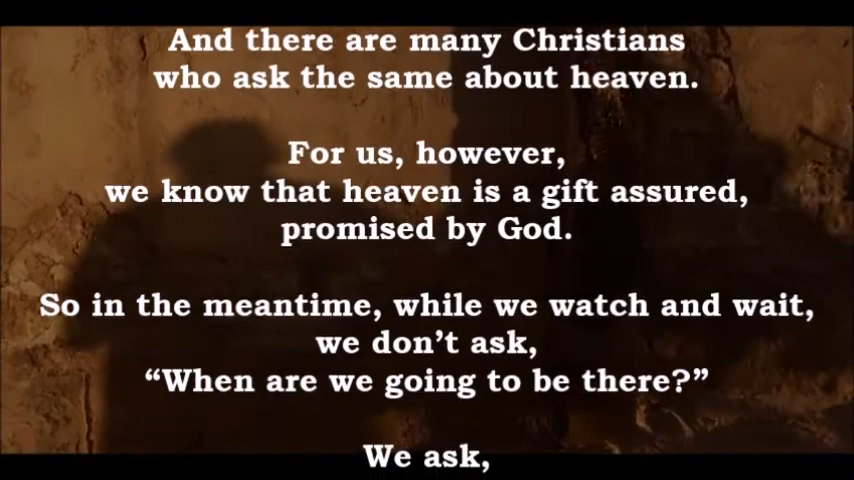 And there are many Christians
who ask the same about heaven.
For us, however,
we know that heaven is a gift assured,
promised by God.
So in the meantime, while we watch and wait,
we don’t ask,
“When are we going to be there?”
We ask,